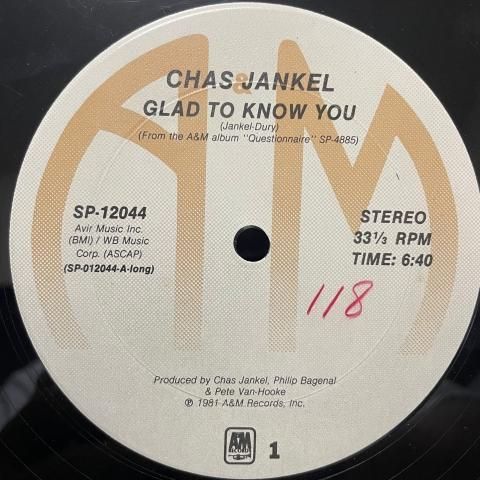 A&M
CHAS JANKEL
GLAD TO KNOW YOU
(Jankel-Dury)
(From the A&M album "Questionnaire" SP-4885)
SP-12044
Avir Music Inc.
(BMI) / WB Music
Corp. (ASCAP)
(SP-012044-A-long)
STEREO
33⅓ RPM
TIME: 6:40
118
Produced by Chas Jankel, Philip Bagenal
& Pete Van-Hooke
℗ 1981 A&M Records, Inc.
A&M
RECORDS
1